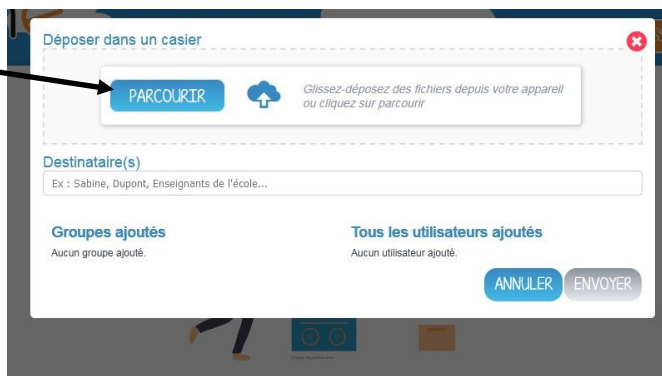 Déposer dans un casier
PARCOURIR
Glissez-déposez des fichiers depuis votre appareil
ou cliquez sur parcourir
Destinataire(s)
Ex : Sabine, Dupont, Enseignants de l'école...
Groupes ajoutés
Tous les utilisateurs ajoutés
Aucun groupe ajouté.
Aucun utilisateur ajouté.
ANNULER
ENVOYER